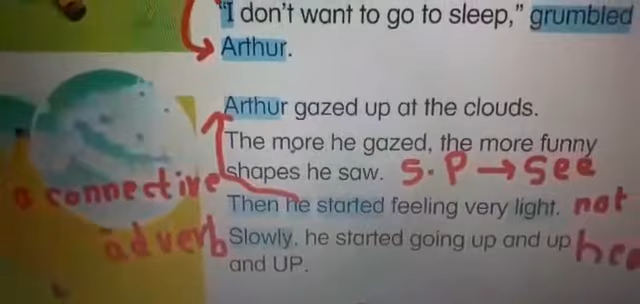 "I don't want to go to sleep," grumbled
Arthur.
Arthur gazed up at the clouds.
The more he gazed, the more funny
shapes he saw. S.P → see
a connective
Then he started feeling very light. not
adverb Slowly, he started going up and up
and UP.